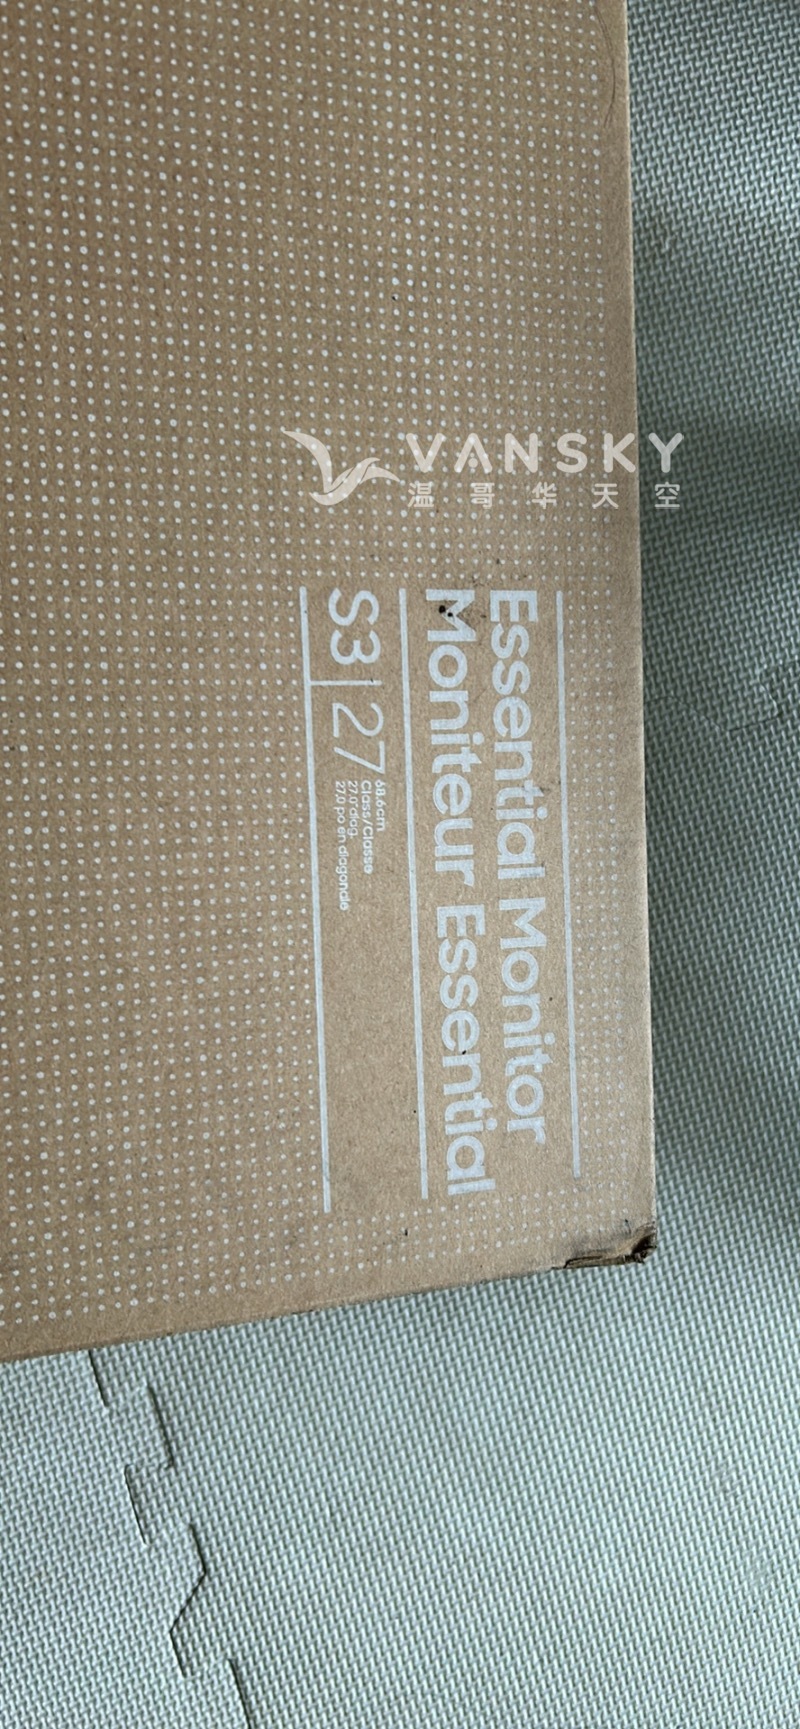 VANSKY
温哥华天空
Essential Monitor
Moniteur Essential
S3 27
68.6cm
Class/Classe
27.0"diag.
27,0 po en diagonale